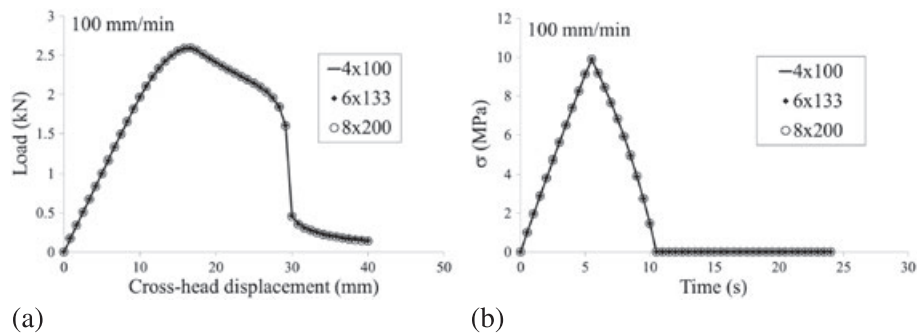 (a)
100 mm/min
Load (kN)
3
2.5
2
1.5
1
0.5
0
4x100
6x133
8x200
0 10 20 30 40 50
Cross-head displacement (mm)
(b)
100 mm/min
σ (MPa)
12
10
8
6
4
2
0
4x100
6x133
8x200
0 5 10 15 20 25 30
Time (s)